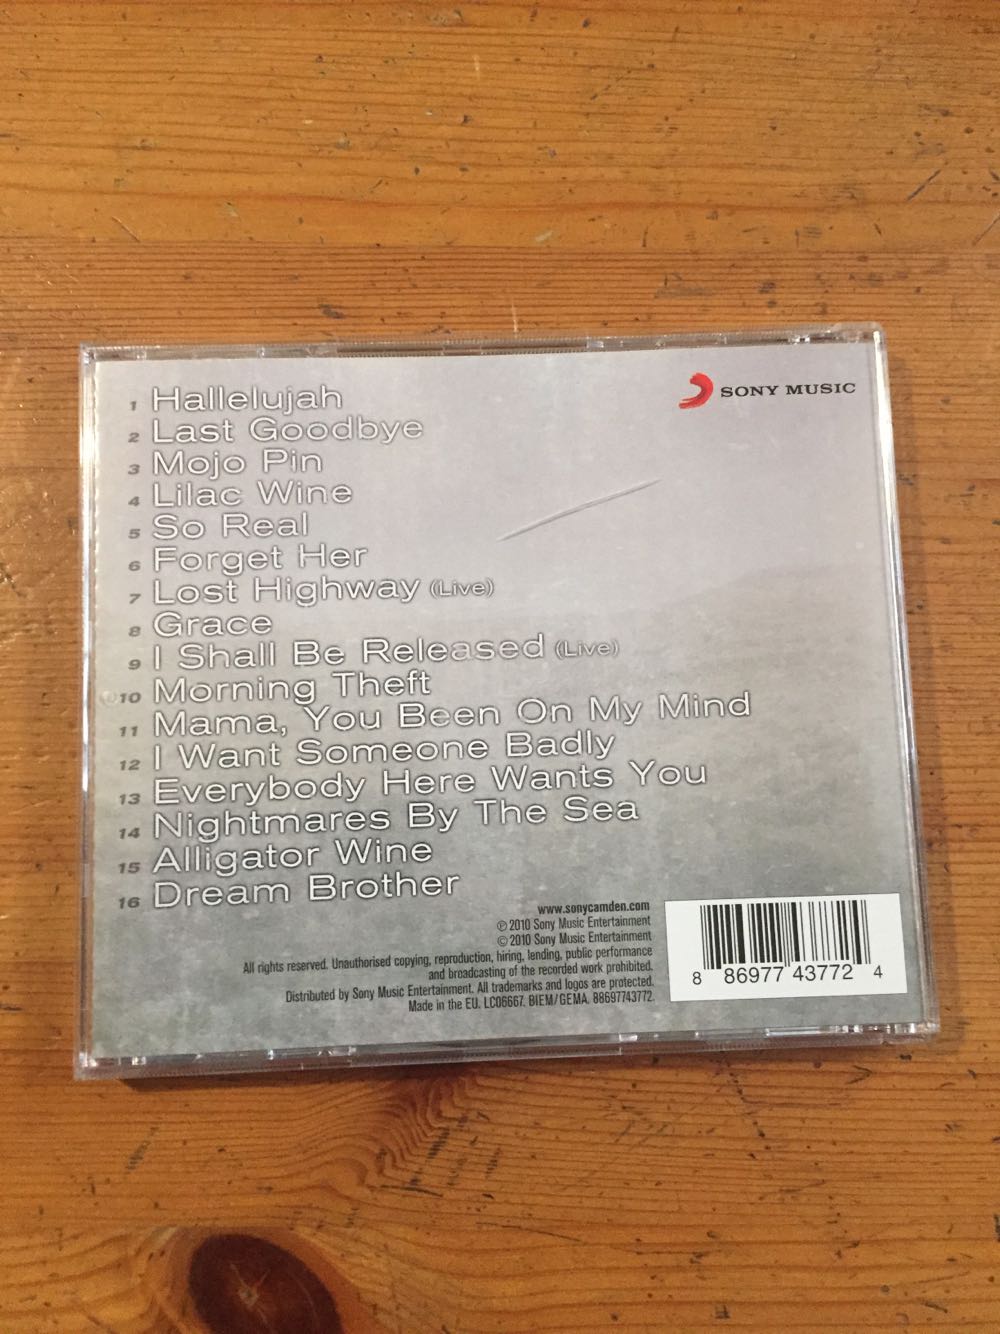 SONY MUSIC
1 Hallelujah
2 Last Goodbye
3 Mojo Pin
4 Lilac Wine
5 So Real
6 Forget Her
7 Lost Highway (Live)
8 Grace
9 I Shall Be Released (Live)
10 Morning Theft
11 Mama, You Been On My Mind
12 I Want Someone Badly
13 Everybody Here Wants You
14 Nightmares By The Sea
15 Alligator Wine
16 Dream Brother
www.sonycamden.com
℗ 2010 Sony Music Entertainment
© 2010 Sony Music Entertainment
All rights reserved. Unauthorised copying, reproduction, hiring, lending, public performance
and broadcasting of the recorded work prohibited.
Distributed by Sony Music Entertainment. All trademarks and logos are protected.
Made in the EU. LC06667. BIEM/GEMA. 88697743772.
8 86977 43772 4